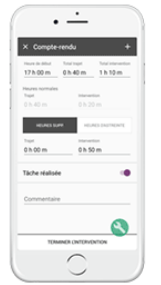 × Compte-rendu +
Heure de début Total trajet Total intervention
17 h 00 m 0 h 40 m 1 h 10 m
Heures normales
Trajet Intervention
0 h 40 m 0 h 20 m
HEURES SUPP. HEURES D'ASTREINTE
Trajet Intervention
0 h 00 m 0 h 50 m
Tâche réalisée
Commentaire
TERMINER L'INTERVENTION